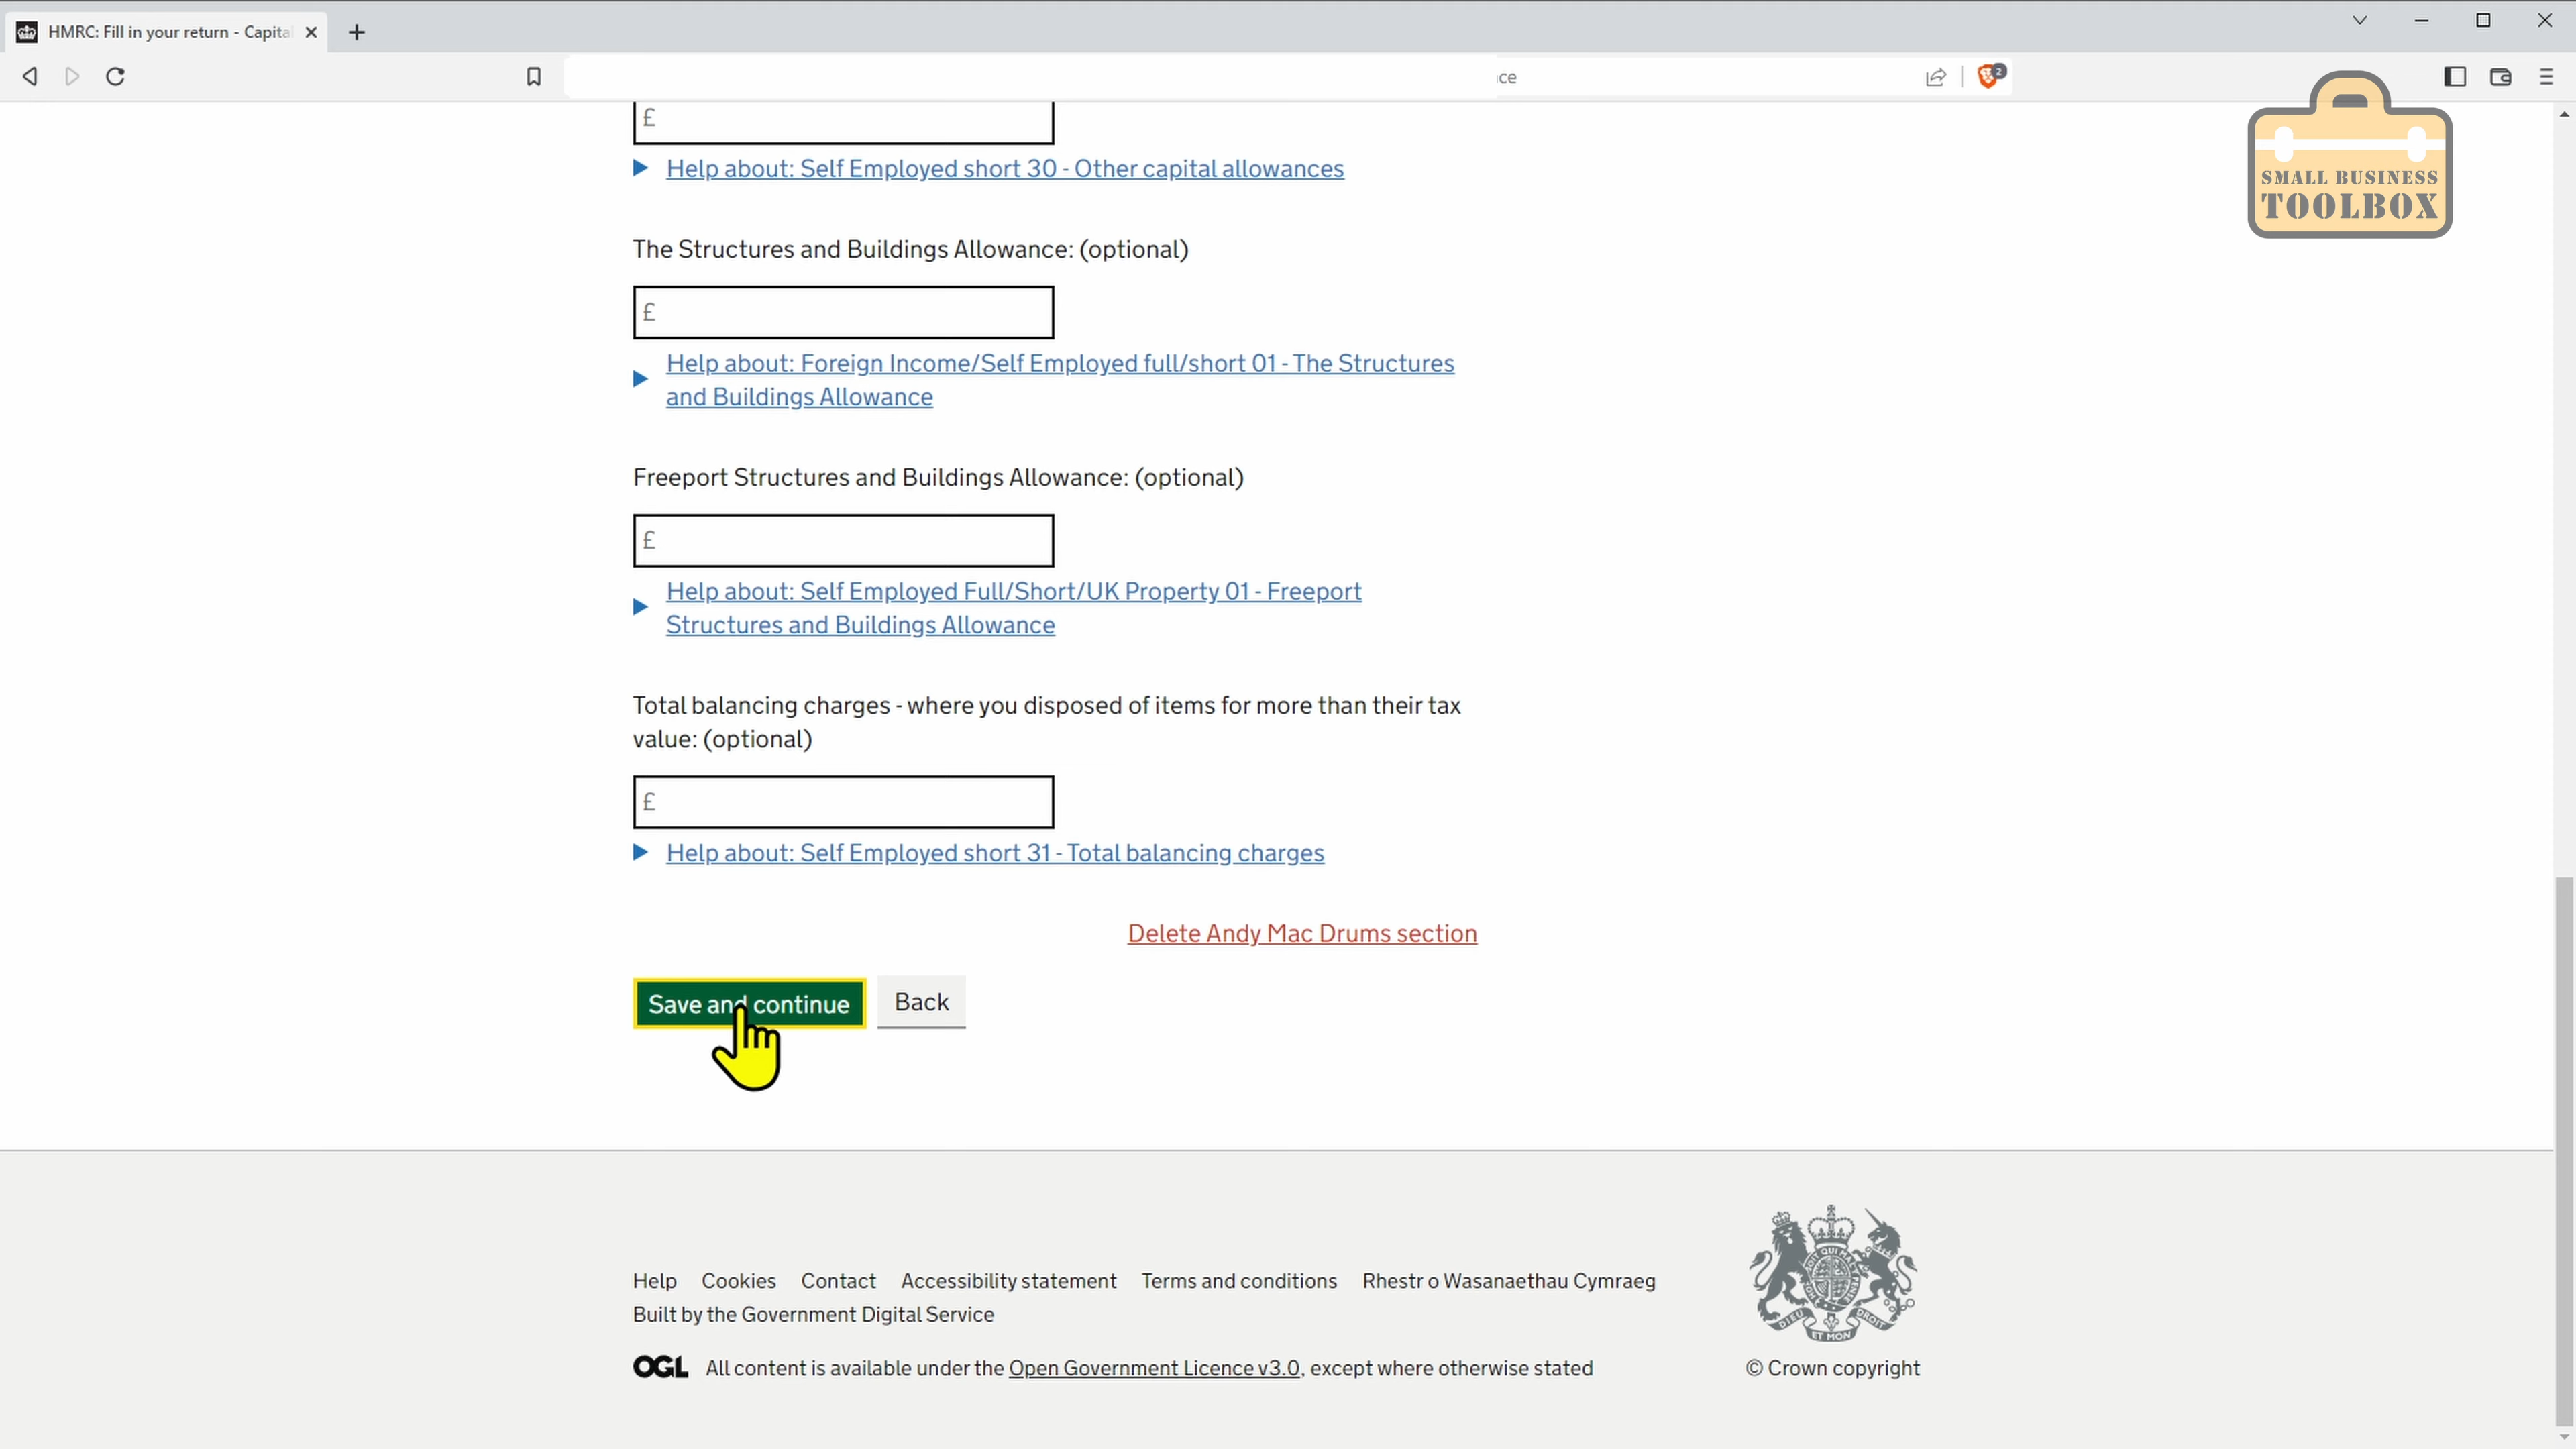 HMRC: Fill in your return - Capita
ce
2
SMALL BUSINESS
TOOLBOX
£
Help about: Self Employed short 30 - Other capital allowances
The Structures and Buildings Allowance: (optional)
£
Help about: Foreign Income/Self Employed full/short 01 - The Structures
and Buildings Allowance
Freeport Structures and Buildings Allowance: (optional)
£
Help about: Self Employed Full/Short/UK Property 01 - Freeport
Structures and Buildings Allowance
Total balancing charges - where you disposed of items for more than their tax
value: (optional)
£
Help about: Self Employed short 31 - Total balancing charges
Delete Andy Mac Drums section
Save and continue
Back
Help Cookies Contact Accessibility statement Terms and conditions Rhestr o Wasanaethau Cymraeg
Built by the Government Digital Service
OGL All content is available under the Open Government Licence v3.0, except where otherwise stated
DIEU ET MON DROIT
© Crown copyright